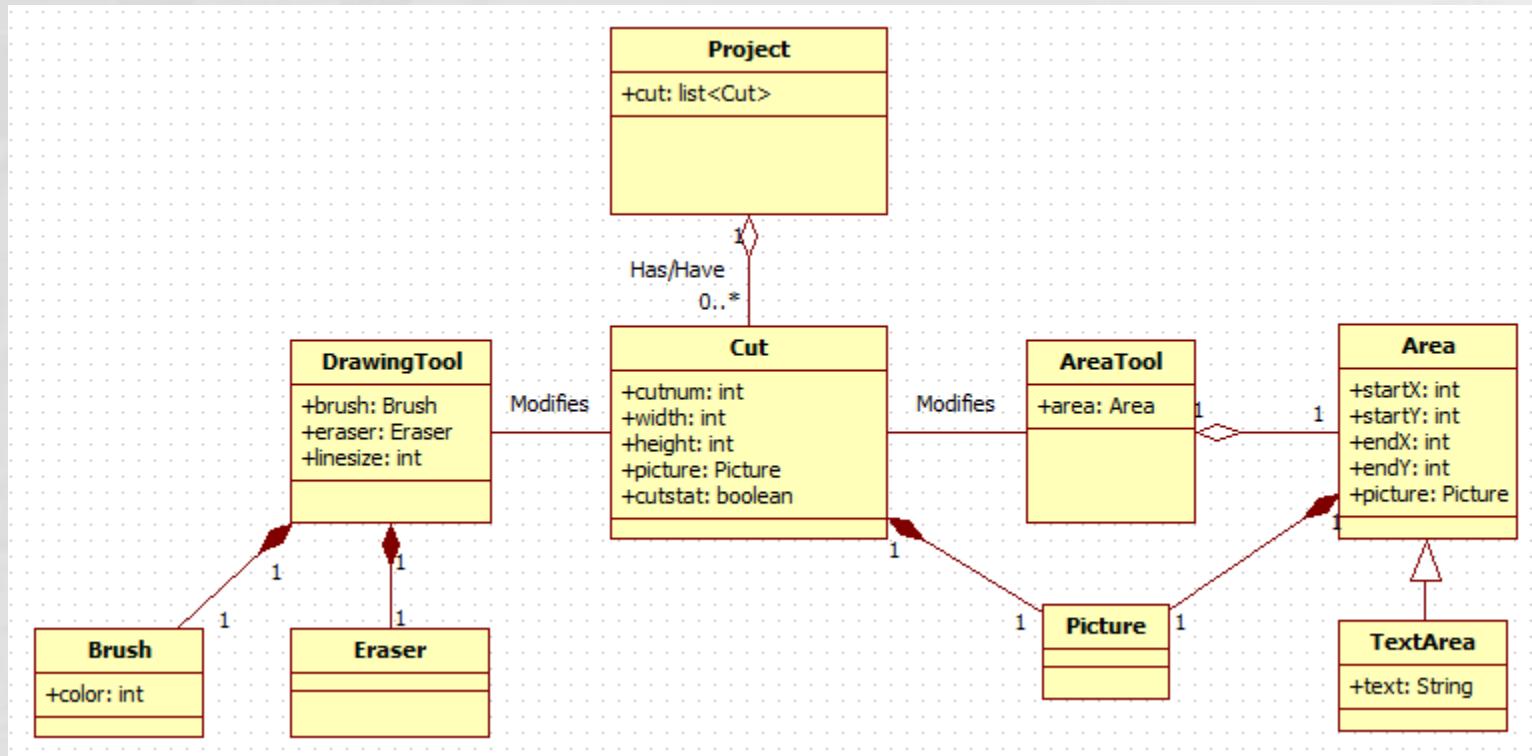 Project
+cut: list<Cut>
1
Has/Have
0..*
DrawingTool
+brush: Brush
+eraser: Eraser
+linesize: int
Modifies
Cut
+cutnum: int
+width: int
+height: int
+picture: Picture
+cutstat: boolean
Modifies
AreaTool
+area: Area
1
1
Area
+startX: int
+startY: int
+endX: int
+endY: int
+picture: Picture
1
1
1
1
1
1
1
1
Brush
+color: int
Eraser
Picture
TextArea
+text: String